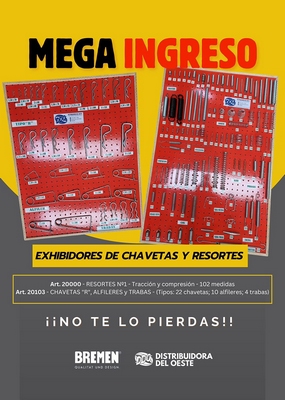 MEGA INGRESO
EXHIBIDORES DE CHAVETAS Y RESORTES
Art. 20000 - RESORTES Nº1 - Tracción y compresión - 102 medidas
Art. 20103 - CHAVETAS "R", ALFILERES y TRABAS - (Tipos: 22 chavetas; 10 alfileres; 4 trabas)
¡¡NO TE LO PIERDAS!!
BREMEN®
QUALITÄT UND DESIGN
DISTRIBUIDORA
DEL OESTE